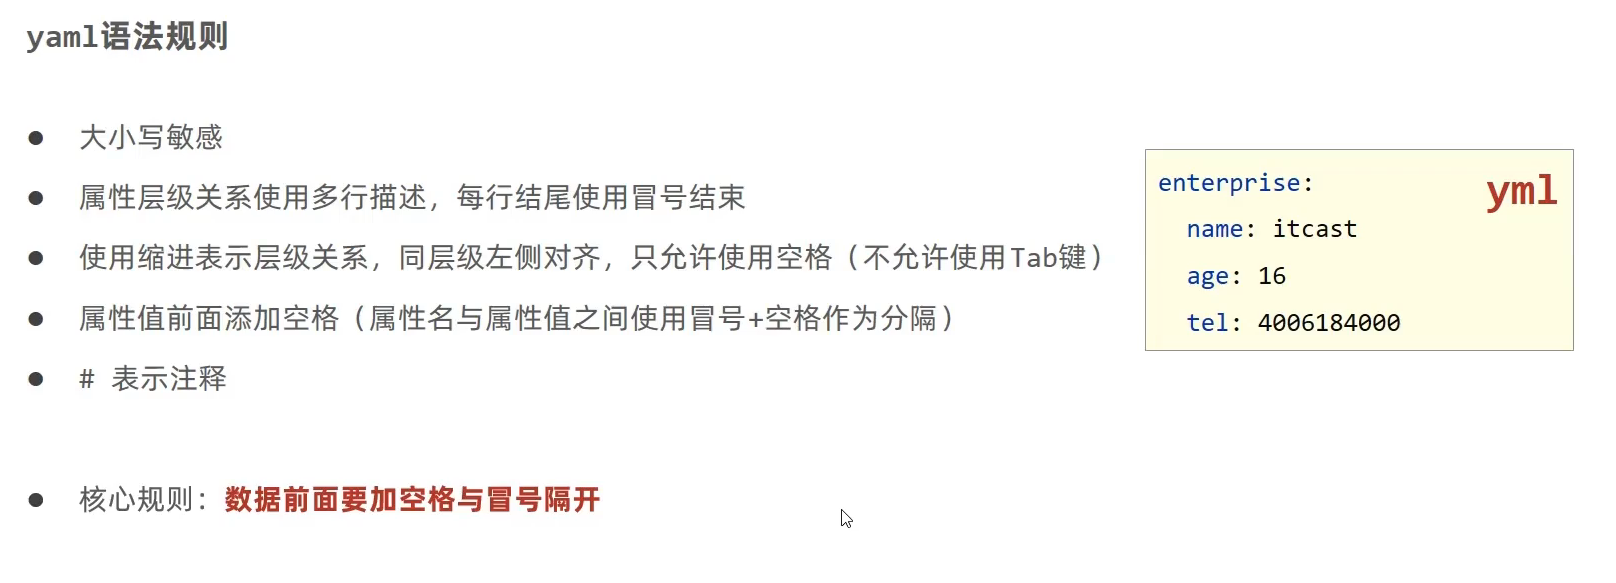 yaml语法规则
● 大小写敏感
● 属性层级关系使用多行描述，每行结尾使用冒号结束
● 使用缩进表示层级关系，同层级左侧对齐，只允许使用空格（不允许使用Tab键）
● 属性值前面添加空格（属性名与属性值之间使用冒号+空格作为分隔）
● # 表示注释
● 核心规则：数据前面要加空格与冒号隔开
enterprise:
yml
  name: itcast
  age: 16
  tel: 4006184000